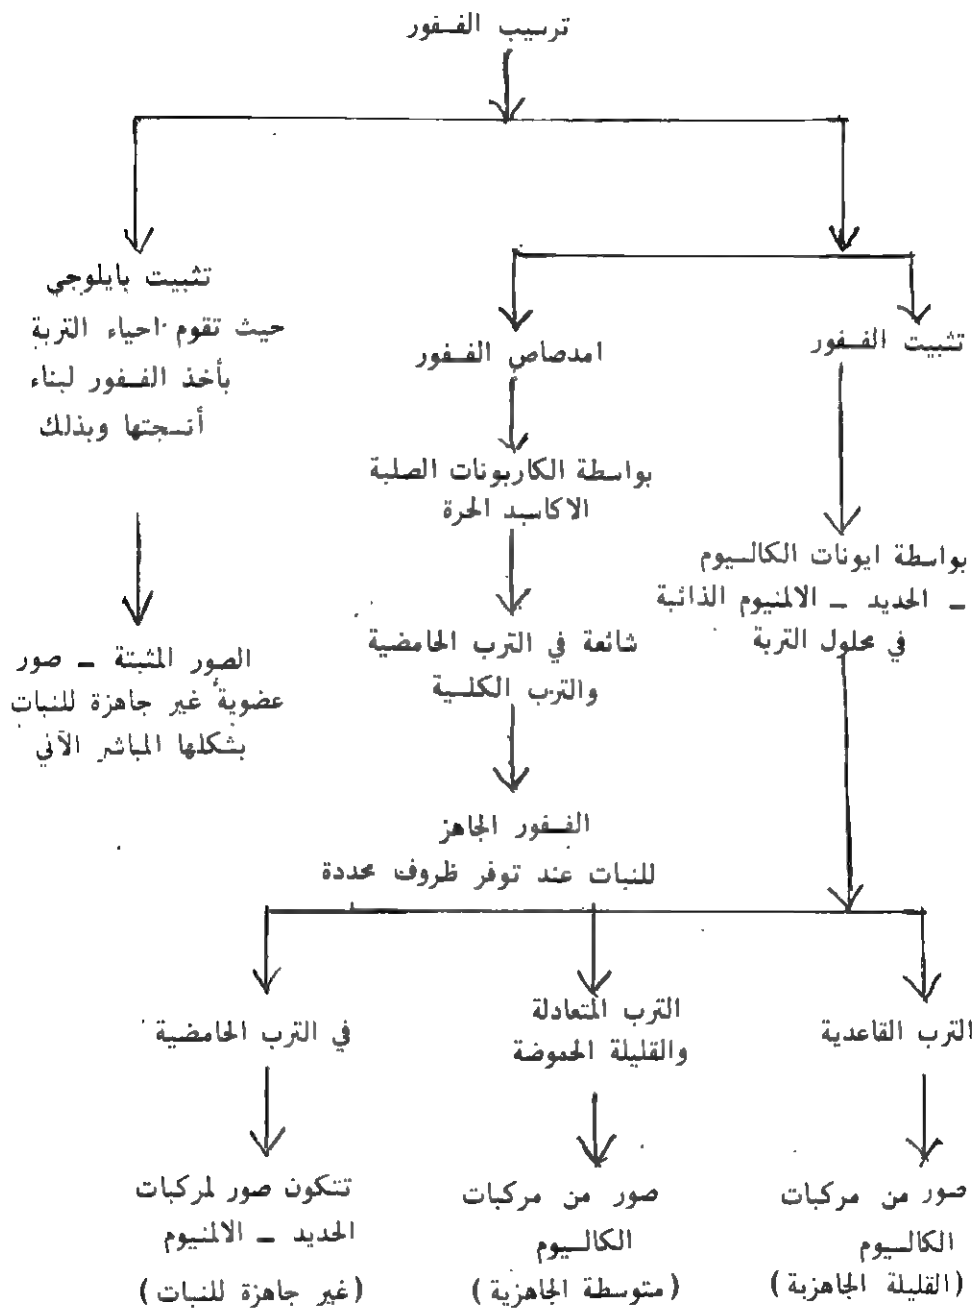 ترسيب الفسفور
تثبيت الفسفور
بواسطة ايونات الكالسيوم
ـ الحديد ـ الالمنيوم الذائبة
في محلول التربة
امدصاص الفسفور
بواسطة الكاربونات الصلبة
الاكاسيد الحرة
شائعة في الترب الحامضية
والترب الكلسية
الفسفور الجاهز
للنبات عند توفر ظروف محددة
تثبيت بايلوجي
حيث تقوم احياء التربة
بأخذ الفسفور لبناء
أنسجتها وبذلك
الصور المثبتة ـ صور
عضوية غير جاهزة للنبات
بشكلها المباشر الآني
الترب القاعدية
صور من مركبات
الكالسيوم
(القليلة الجاهزية)
الترب المتعادلة
والقليلة الحموضة
صور من مركبات
الكالسيوم
(متوسطة الجاهزية)
في الترب الحامضية
تتكون صور لمركبات
الحديد ـ الالمنيوم
(غير جاهزة للنبات)